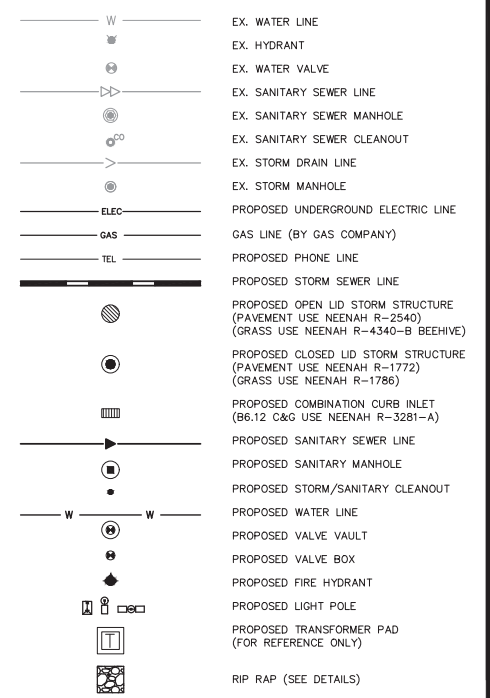 W EX. WATER LINE
EX. HYDRANT
EX. WATER VALVE
EX. SANITARY SEWER LINE
EX. SANITARY SEWER MANHOLE
CO EX. SANITARY SEWER CLEANOUT
EX. STORM DRAIN LINE
EX. STORM MANHOLE
ELEC PROPOSED UNDERGROUND ELECTRIC LINE
GAS GAS LINE (BY GAS COMPANY)
TEL PROPOSED PHONE LINE
PROPOSED STORM SEWER LINE
PROPOSED OPEN LID STORM STRUCTURE
(PAVEMENT USE NEENAH R-2540)
(GRASS USE NEENAH R-4340-B BEEHIVE)
PROPOSED CLOSED LID STORM STRUCTURE
(PAVEMENT USE NEENAH R-1772)
(GRASS USE NEENAH R-1786)
PROPOSED COMBINATION CURB INLET
(B6.12 C&G USE NEENAH R-3281-A)
PROPOSED SANITARY SEWER LINE
PROPOSED SANITARY MANHOLE
PROPOSED STORM/SANITARY CLEANOUT
W W PROPOSED WATER LINE
PROPOSED VALVE VAULT
PROPOSED VALVE BOX
PROPOSED FIRE HYDRANT
PROPOSED LIGHT POLE
T PROPOSED TRANSFORMER PAD
(FOR REFERENCE ONLY)
RIP RAP (SEE DETAILS)